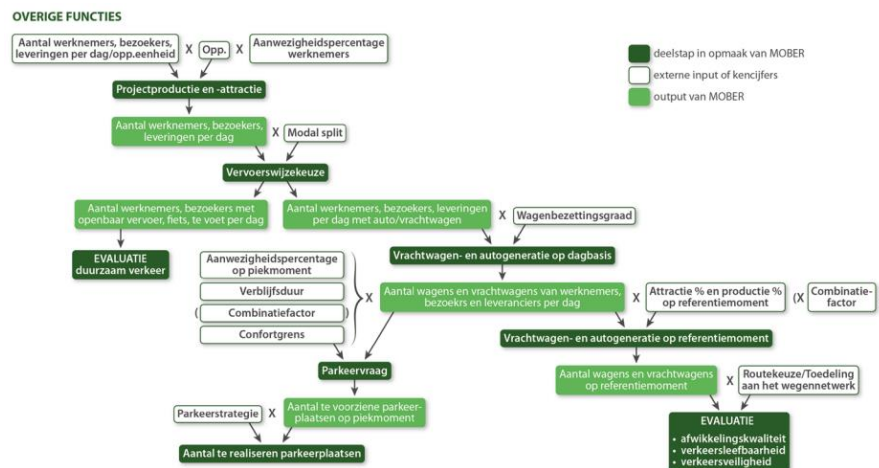 OVERIGE FUNCTIES
Aantal werknemers, bezoekers,
leveringen per dag/opp.eenheid
X
Opp.
X
Aanwezigheidspercentage
werknemers
deelstap in opmaak van MOBER
externe input of kencijfers
output van MOBER
Projectproductie en -attractie
Aantal werknemers, bezoekers,
leveringen per dag
X
Modal split
Vervoerswijzekeuze
Aantal werknemers, bezoekers met
openbaar vervoer, fiets, te voet per dag
Aantal werknemers, bezoekers, leveringen
per dag met auto/vrachtwagen
X
Wagenbezettingsgraad
EVALUATIE
duurzaam verkeer
Vrachtwagen- en autogeneratie op dagbasis
Aanwezigheidspercentage
op piekmoment
Verblijfsduur
( Combinatiefactor )
Confortgrens
X
Aantal wagens en vrachtwagens van werknemers,
bezoekrs en leveranciers per dag
X
Attractie % en productie %
op referentiemoment
(X
Combinatie-
factor
)
Vrachtwagen- en autogeneratie op referentiemoment
Parkeervraag
Aantal wagens en vrachtwagens
op referentiemoment
X
Routekeuze/Toedeling
aan het wegennetwerk
Parkeerstrategie
X
Aantal te voorziene parkeer-
plaatsen op piekmoment
Aantal te realiseren parkeerplaatsen
EVALUATIE
• afwikkelingskwaliteit
• verkeersleefbaarheid
• verkeersveiligheid